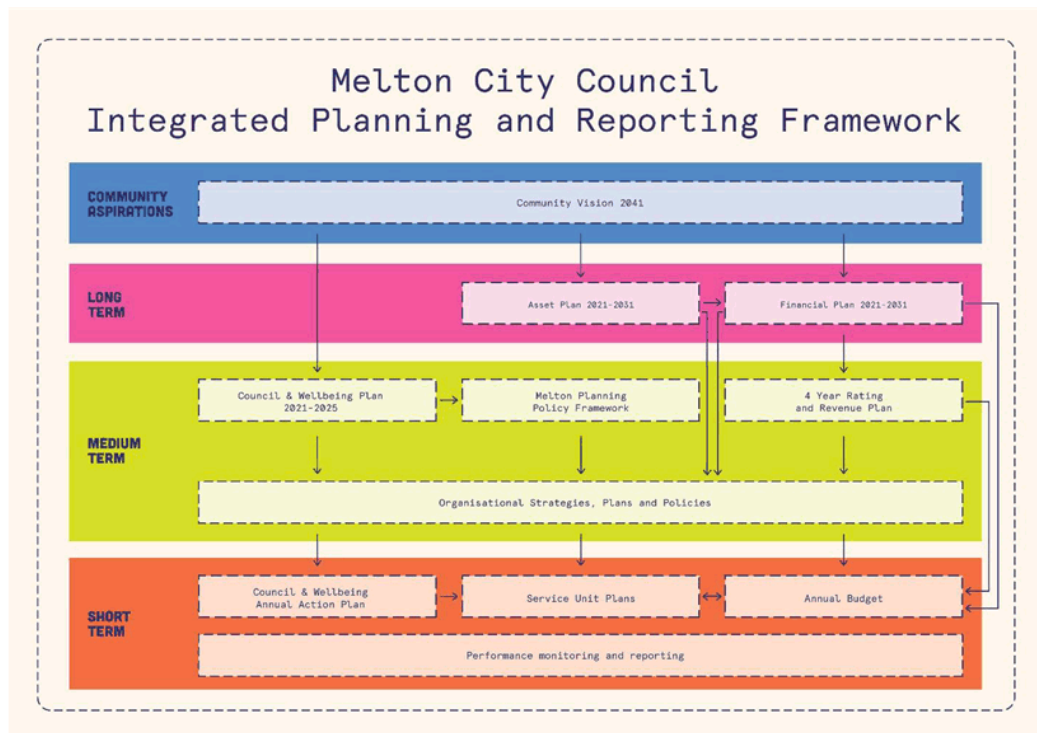 Melton City Council
Integrated Planning and Reporting Framework
COMMUNITY
ASPIRATIONS
Community Vision 2041
LONG
TERM
Asset Plan 2021-2031
Financial Plan 2021-2031
MEDIUM
TERM
Council & Wellbeing Plan
2021-2025
Melton Planning
Policy Framework
4 Year Rating
and Revenue Plan
Organisational Strategies, Plans and Policies
SHORT
TERM
Council & Wellbeing
Annual Action Plan
Service Unit Plans
Annual Budget
Performance monitoring and reporting